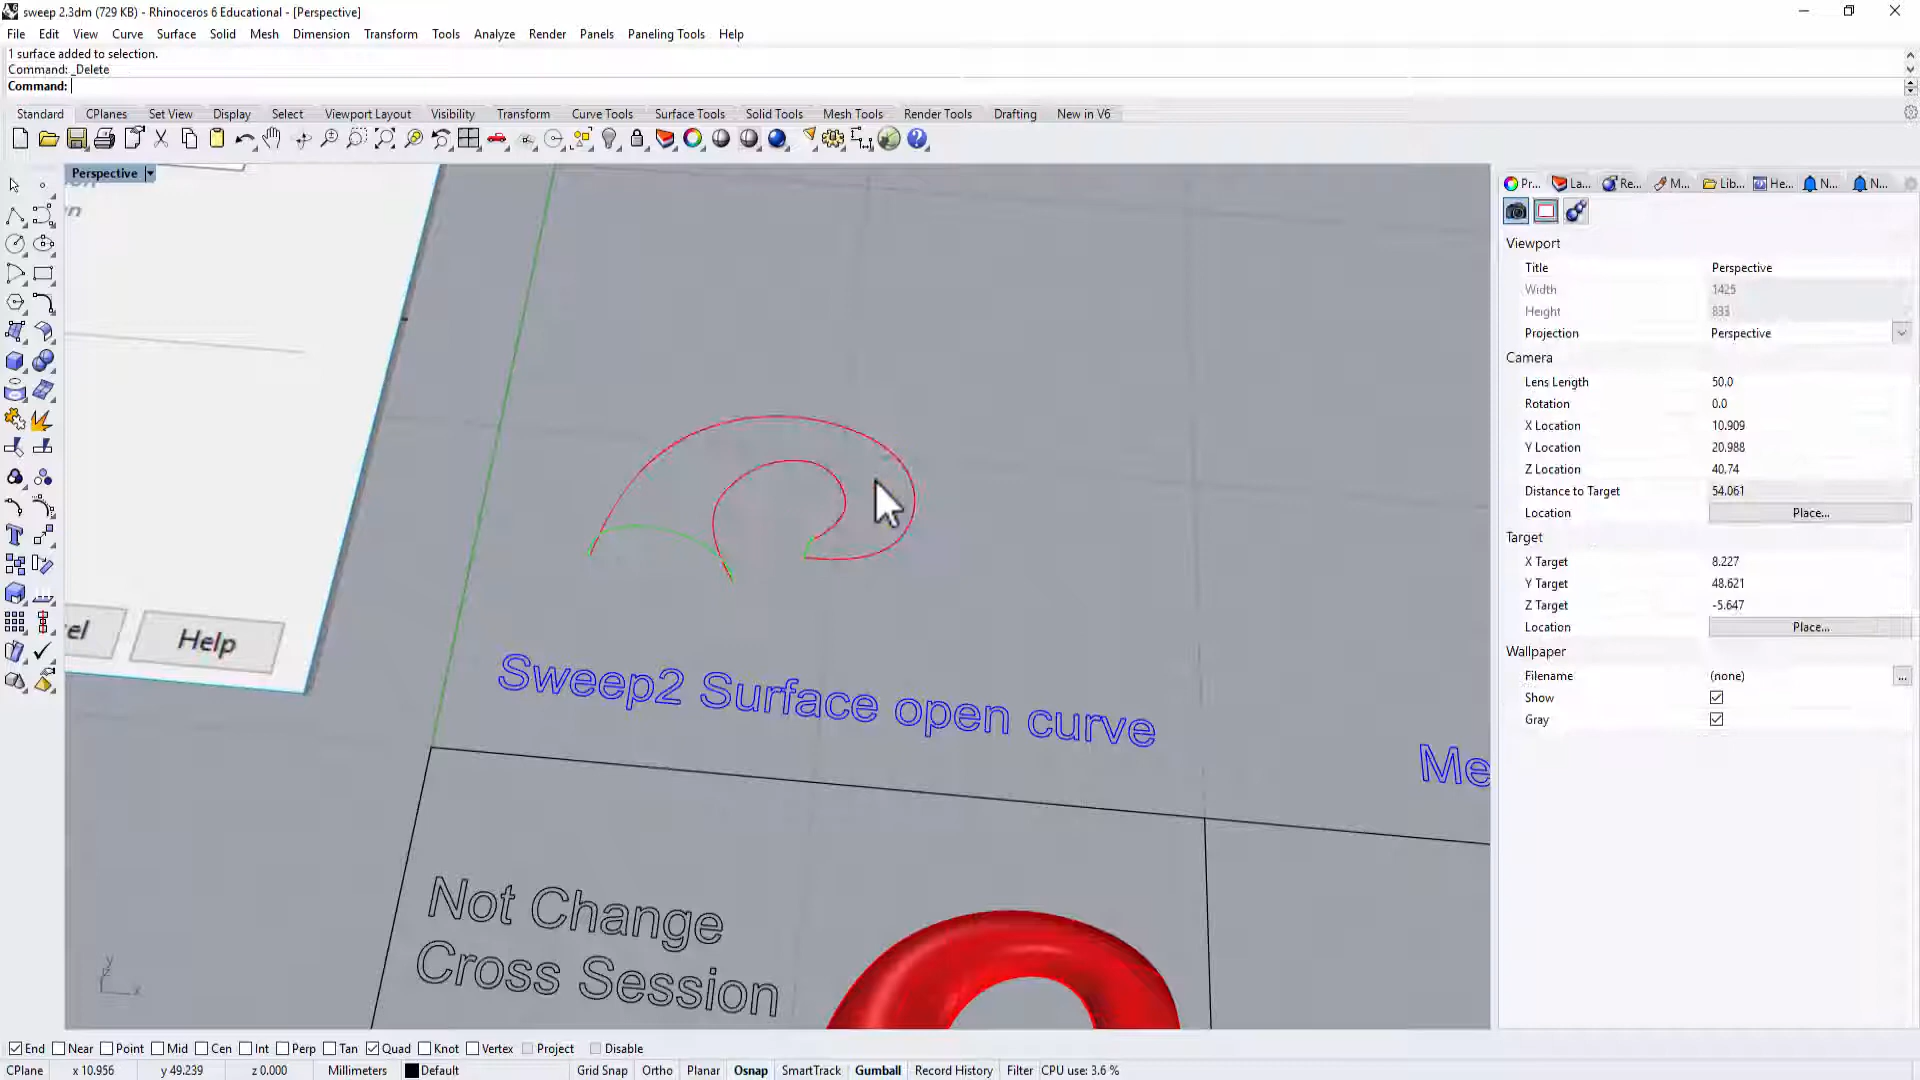 sweep 2.3dm (729 KB) - Rhinoceros 6 Educational - [Perspective]
File Edit View Curve Surface Solid Mesh Dimension Transform Tools Analyze Render Panels Paneling Tools Help
1 surface added to selection.
Command: _Delete
Command:
Standard CPlanes Set View Display Select Viewport Layout Visibility Transform Curve Tools Surface Tools Solid Tools Mesh Tools Render Tools Drafting New in V6
Perspective
Pr... La... Re... M... Lib... He... N... N...
Viewport
Title Perspective
Width 1425
Height 833
Projection Perspective
Camera
Lens Length 50.0
Rotation 0.0
X Location 10.909
Y Location 20.988
Z Location 40.74
Distance to Target 54.061
Location Place...
Target
X Target 8.227
Y Target 48.621
Z Target -5.647
Location Place...
Wallpaper
Filename (none) ...
Show
Gray
Help
Sweep2 Surface open curve
Me
Not Change
Cross Session
y
x
End Near Point Mid Cen Int Perp Tan Quad Knot Vertex Project Disable
CPlane x 10.956 y 49.239 z 0.000 Millimeters Default Grid Snap Ortho Planar Osnap SmartTrack Gumball Record History Filter CPU use: 3.6 %